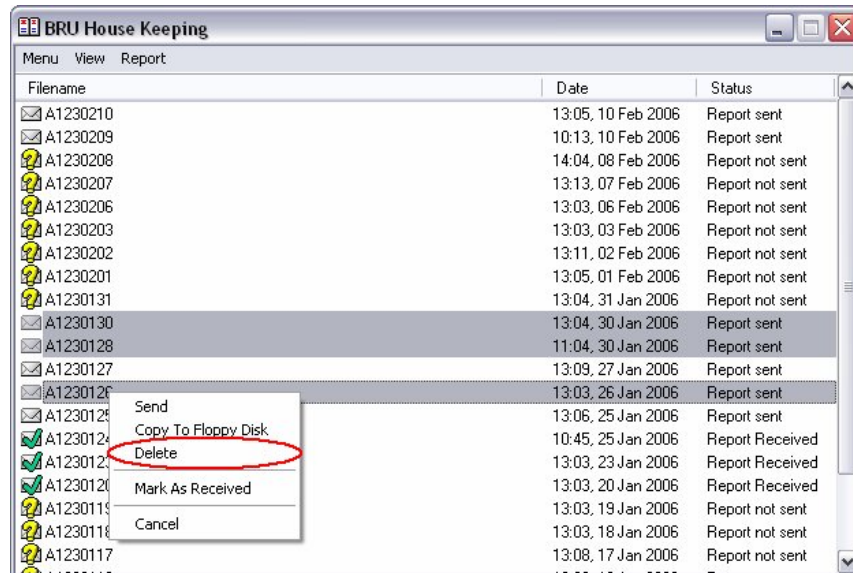 BRU House Keeping
Menu View Report
Filename Date Status
A1230210 13:05, 10 Feb 2006 Report sent
A1230209 10:13, 10 Feb 2006 Report sent
A1230208 14:04, 08 Feb 2006 Report not sent
A1230207 13:13, 07 Feb 2006 Report not sent
A1230206 13:03, 06 Feb 2006 Report not sent
A1230203 13:03, 03 Feb 2006 Report not sent
A1230202 13:11, 02 Feb 2006 Report not sent
A1230201 13:05, 01 Feb 2006 Report not sent
A1230131 13:04, 31 Jan 2006 Report not sent
A1230130 13:04, 30 Jan 2006 Report sent
A1230128 11:04, 30 Jan 2006 Report sent
A1230127 13:09, 27 Jan 2006 Report sent
A1230126 13:03, 26 Jan 2006 Report sent
A1230125 13:06, 25 Jan 2006 Report sent
A1230124 10:45, 25 Jan 2006 Report Received
A1230123 13:03, 23 Jan 2006 Report Received
A1230120 13:03, 20 Jan 2006 Report Received
A1230119 13:03, 19 Jan 2006 Report not sent
A1230118 13:03, 18 Jan 2006 Report not sent
A1230117 13:08, 17 Jan 2006 Report not sent
Send
Copy To Floppy Disk
Delete
Mark As Received
Cancel